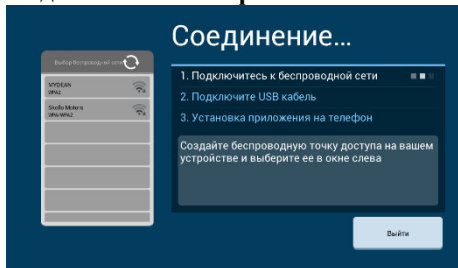 Соединение...
Выбор беспроводной сети
MYDEAN
WPA2
Shollo Motors
WPA-WPA2
1. Подключитесь к беспроводной сети
2. Подключите USB кабель
3. Установка приложения на телефон
Создайте беспроводную точку доступа на вашем
устройстве и выберите ее в окне слева
Выйти